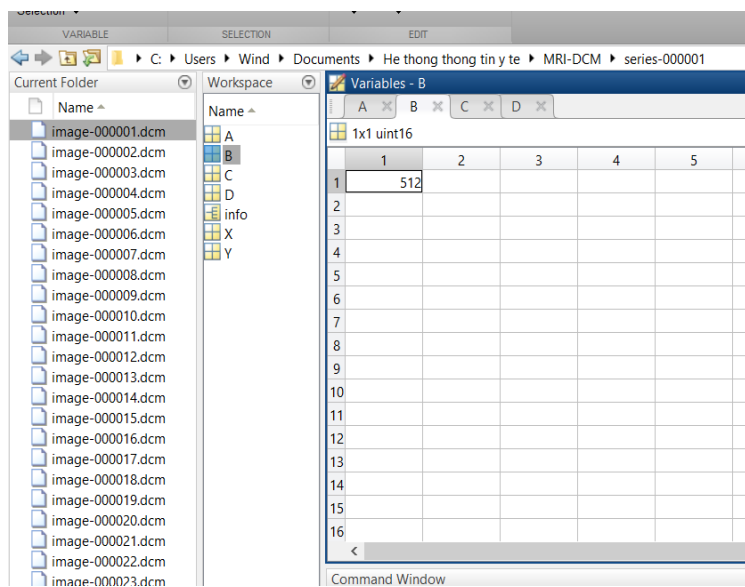 Selection
VARIABLE SELECTION EDIT
C: Users Wind Documents He thong thong tin y te MRI-DCM series-000001
Current Folder
Name
image-000001.dcm
image-000002.dcm
image-000003.dcm
image-000004.dcm
image-000005.dcm
image-000006.dcm
image-000007.dcm
image-000008.dcm
image-000009.dcm
image-000010.dcm
image-000011.dcm
image-000012.dcm
image-000013.dcm
image-000014.dcm
image-000015.dcm
image-000016.dcm
image-000017.dcm
image-000018.dcm
image-000019.dcm
image-000020.dcm
image-000021.dcm
image-000022.dcm
image-000023.dcm
Workspace
Name
A
B
C
D
info
X
Y
Variables - B
A B C D
1x1 uint16
1 2 3 4 5
1 512
2
3
4
5
6
7
8
9
10
11
12
13
14
15
16
Command Window